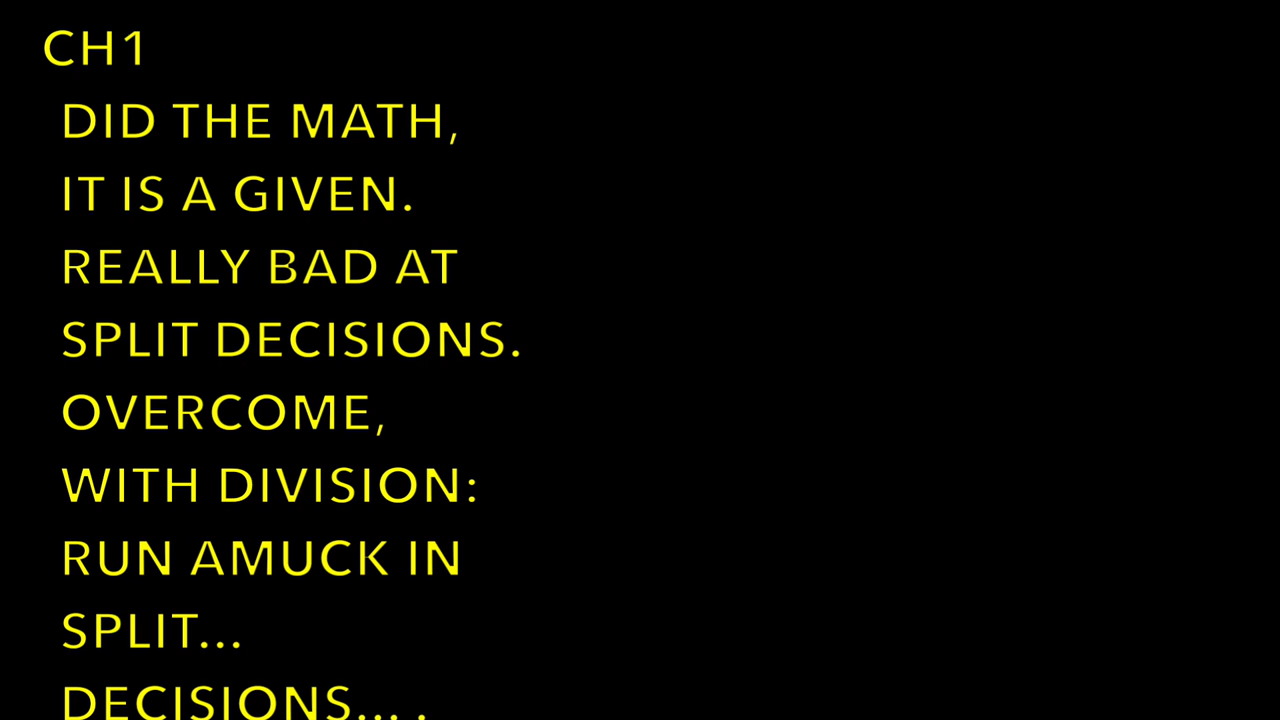 CH1
DID THE MATH,
IT IS A GIVEN.
REALLY BAD AT
SPLIT DECISIONS.
OVERCOME,
WITH DIVISION:
RUN AMUCK IN
SPLIT...
DECISIONS... .